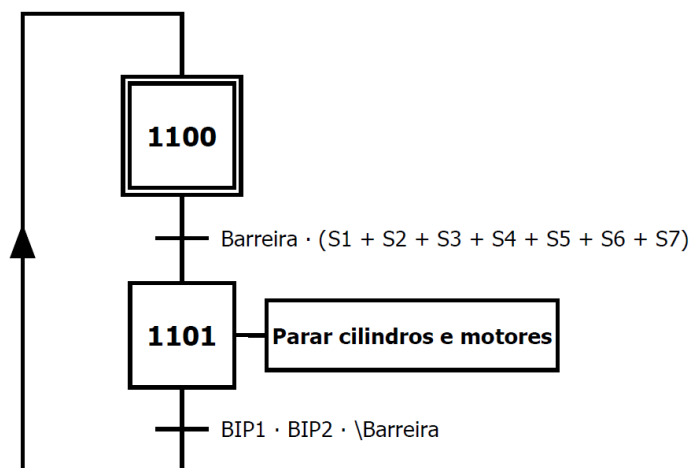 1100
Barreira · (S1 + S2 + S3 + S4 + S5 + S6 + S7)
1101
Parar cilindros e motores
BIP1 · BIP2 · \Barreira